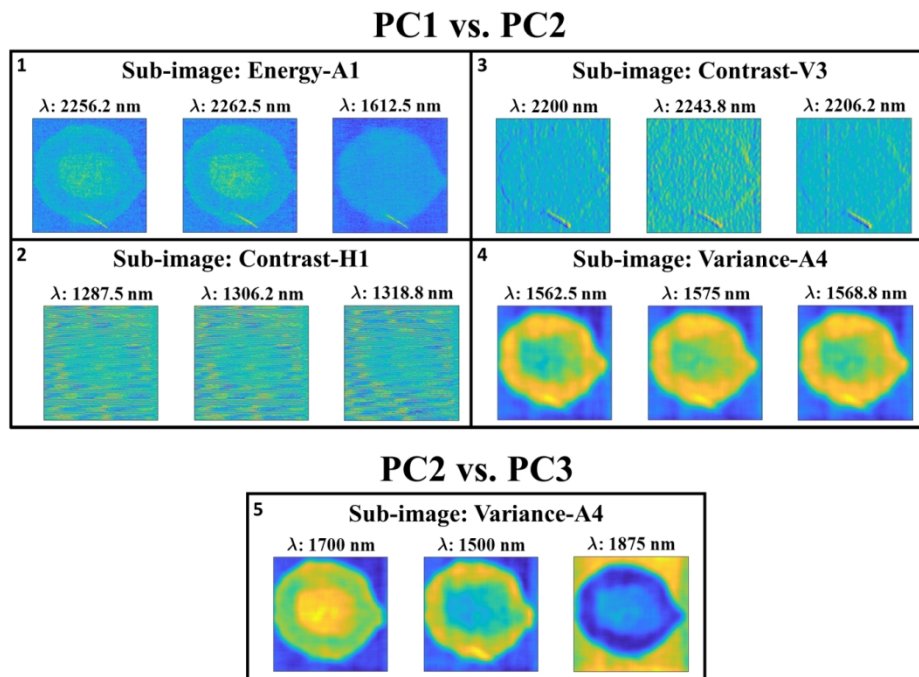 PC1 vs. PC2
1
Sub-image: Energy-A1
λ: 2256.2 nm λ: 2262.5 nm λ: 1612.5 nm
3
Sub-image: Contrast-V3
λ: 2200 nm λ: 2243.8 nm λ: 2206.2 nm
2
Sub-image: Contrast-H1
λ: 1287.5 nm λ: 1306.2 nm λ: 1318.8 nm
4
Sub-image: Variance-A4
λ: 1562.5 nm λ: 1575 nm λ: 1568.8 nm
PC2 vs. PC3
5
Sub-image: Variance-A4
λ: 1700 nm λ: 1500 nm λ: 1875 nm